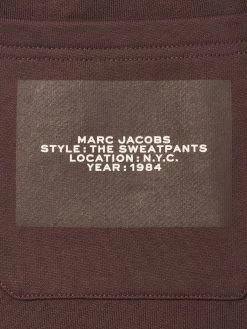 MARC JACOBS
STYLE : THE SWEATPANTS
LOCATION : N.Y.C.
YEAR : 1984